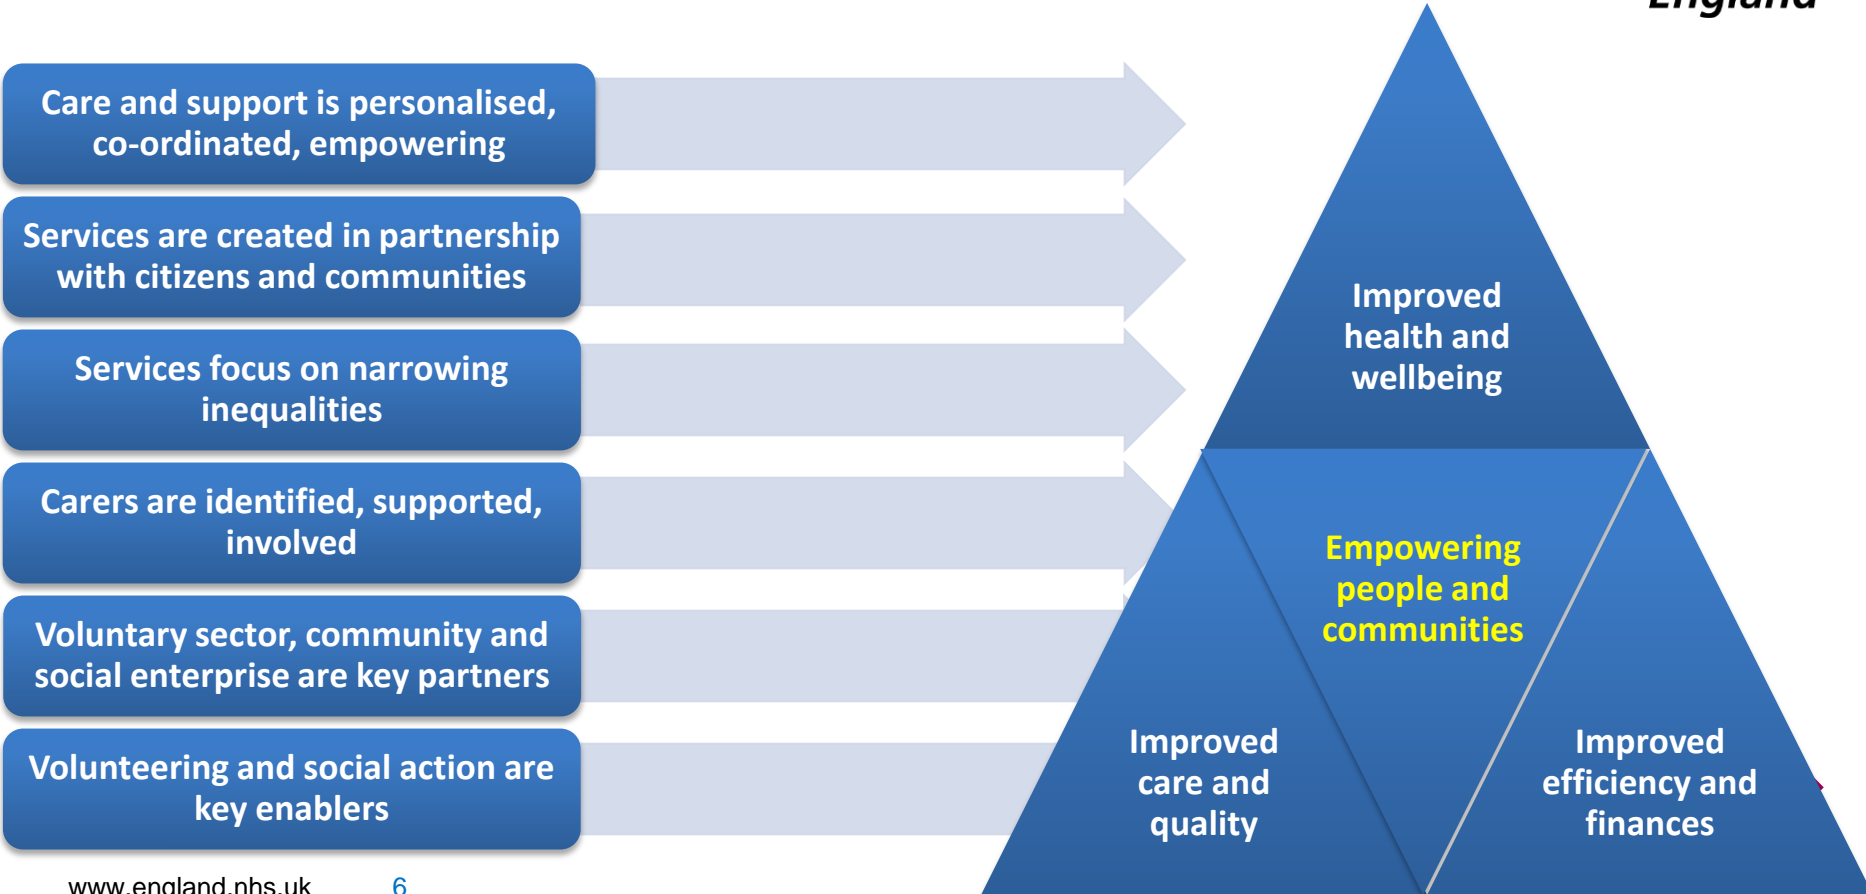 England
Care and support is personalised,
co-ordinated, empowering
Services are created in partnership
with citizens and communities
Services focus on narrowing
inequalities
Carers are identified, supported,
involved
Voluntary sector, community and
social enterprise are key partners
Volunteering and social action are
key enablers
Improved
health and
wellbeing
Empowering
people and
communities
Improved
care and
quality
Improved
efficiency and
finances
www.england.nhs.uk 6